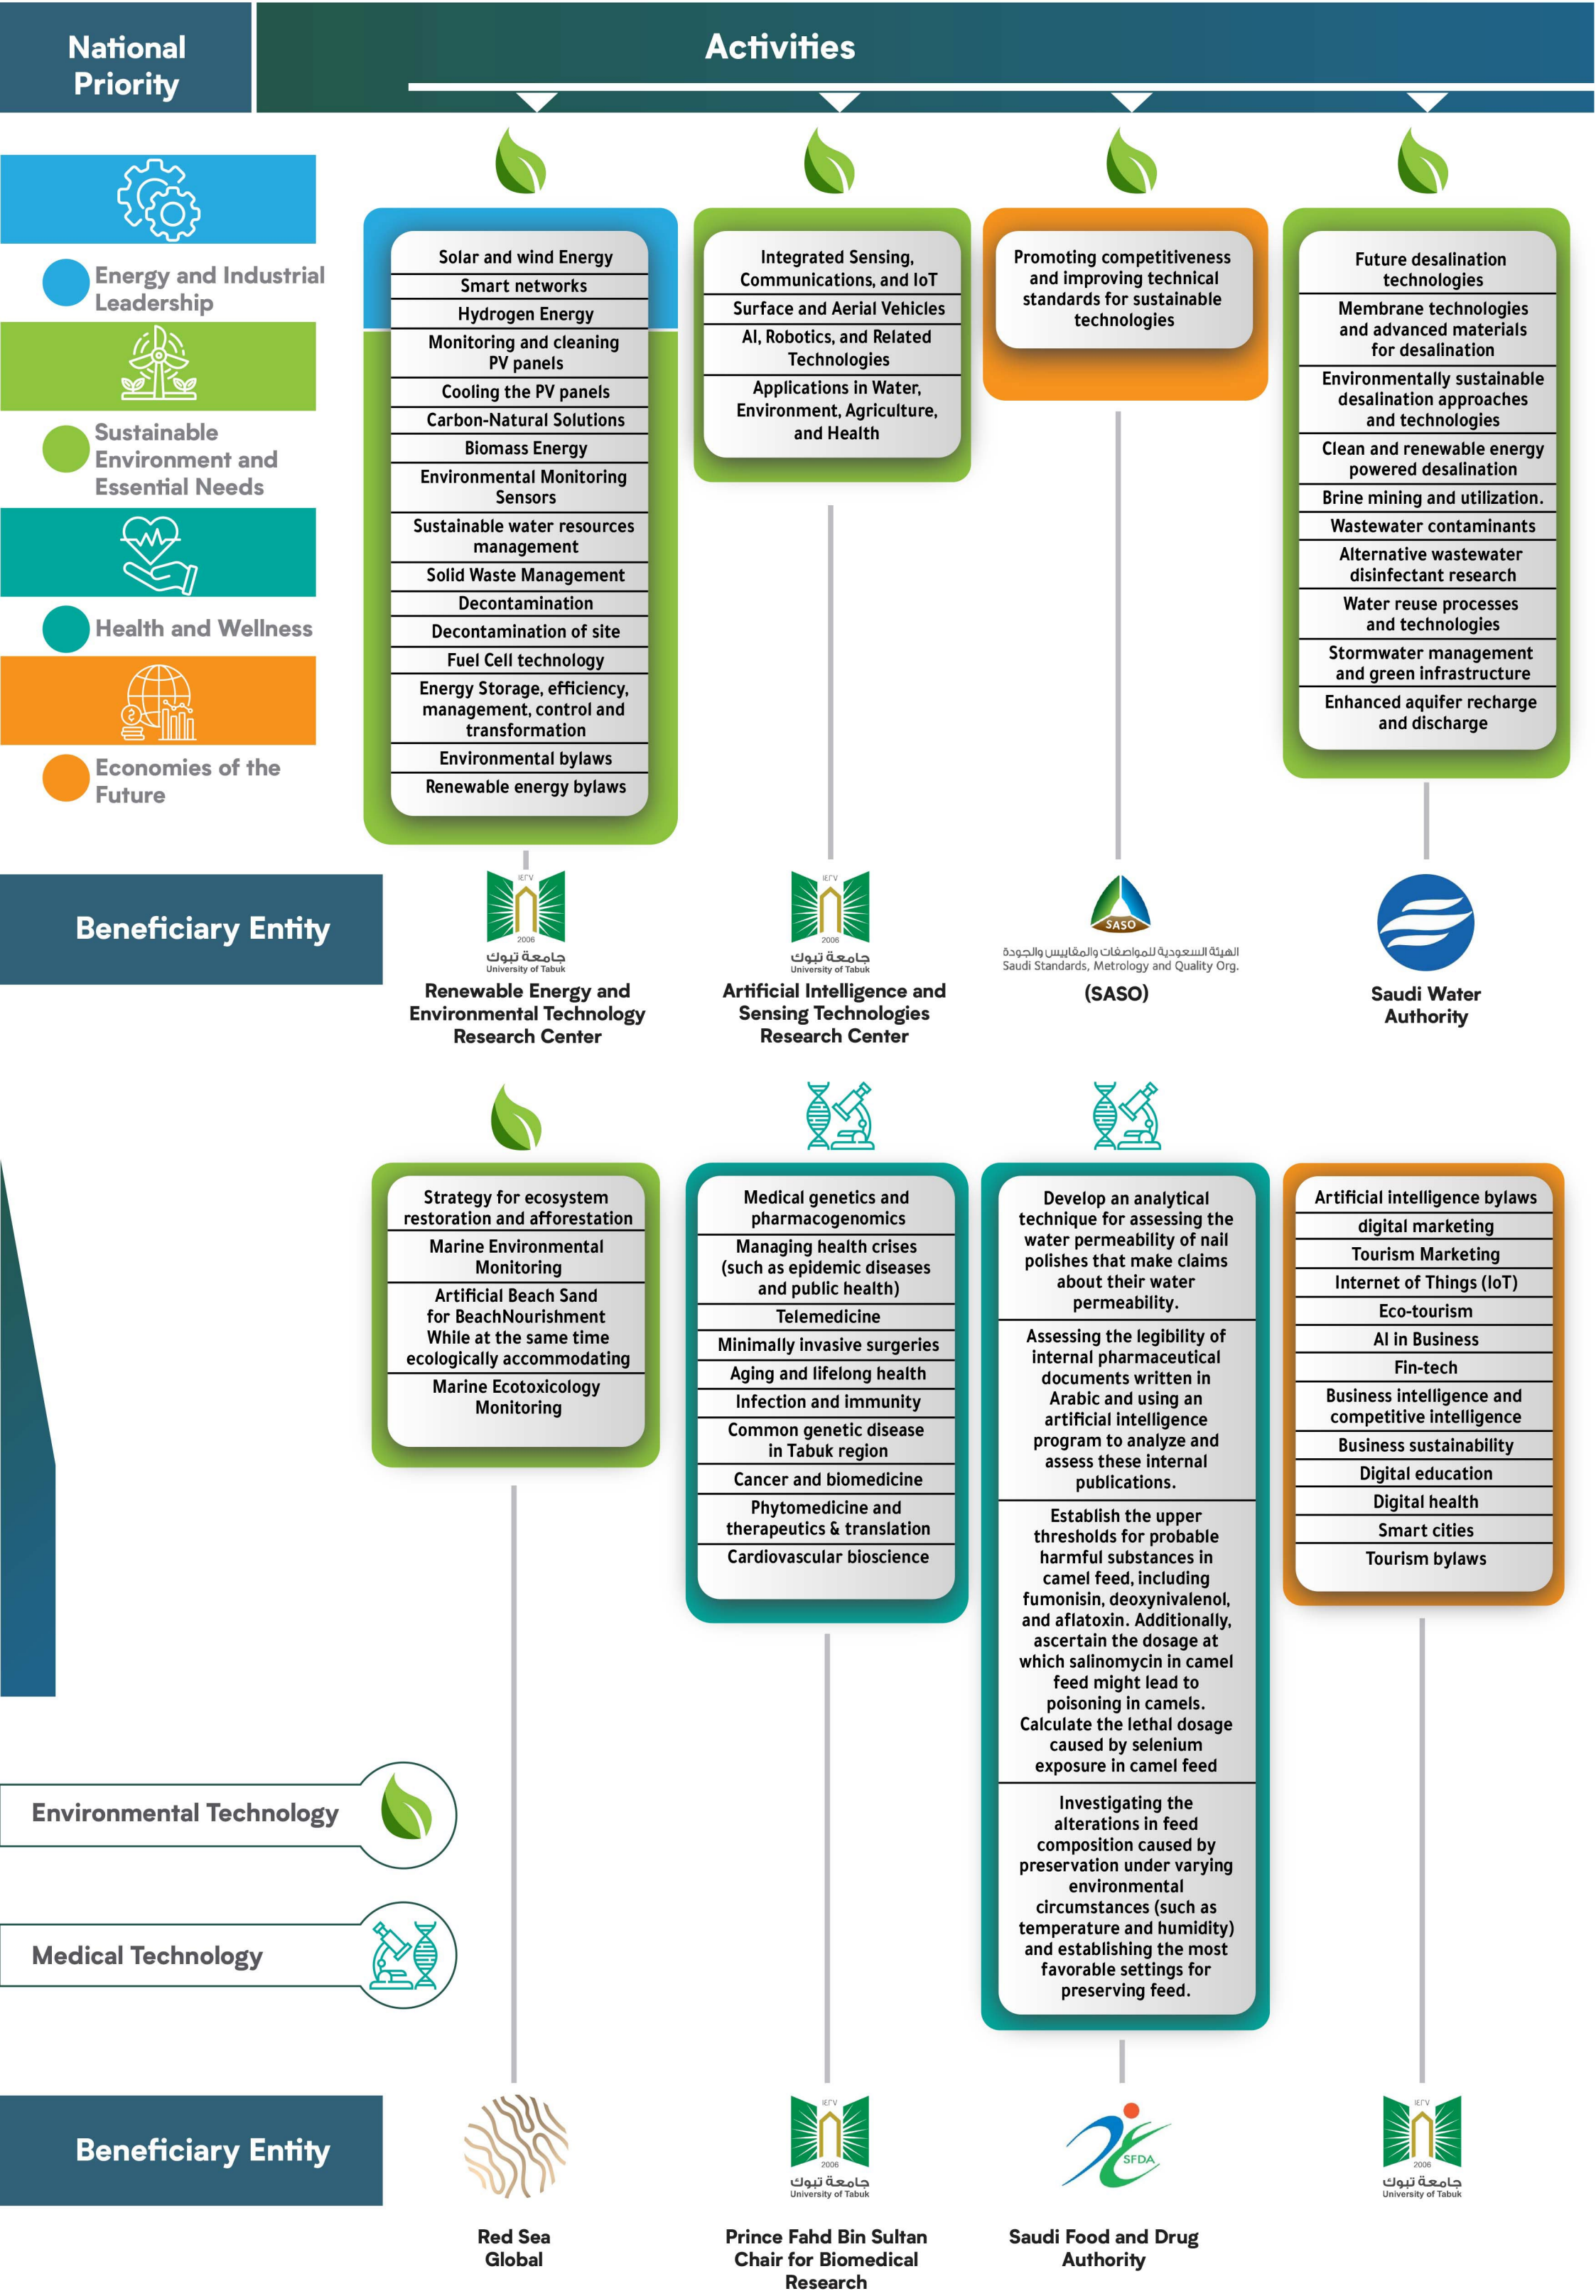 National
Priority
Activities
Energy and Industrial
Leadership
Sustainable
Environment and
Essential Needs
Health and Wellness
Economies of the
Future
Solar and wind Energy
Smart networks
Hydrogen Energy
Monitoring and cleaning
PV panels
Cooling the PV panels
Carbon-Natural Solutions
Biomass Energy
Environmental Monitoring
Sensors
Sustainable water resources
management
Solid Waste Management
Decontamination
Decontamination of site
Fuel Cell technology
Energy Storage, efficiency,
management, control and
transformation
Environmental bylaws
Renewable energy bylaws
Integrated Sensing,
Communications, and IoT
Surface and Aerial Vehicles
AI, Robotics, and Related
Technologies
Applications in Water,
Environment, Agriculture,
and Health
Promoting competitiveness
and improving technical
standards for sustainable
technologies
Future desalination
technologies
Membrane technologies
and advanced materials
for desalination
Environmentally sustainable
desalination approaches
and technologies
Clean and renewable energy
powered desalination
Brine mining and utilization.
Wastewater contaminants
Alternative wastewater
disinfectant research
Water reuse processes
and technologies
Stormwater management
and green infrastructure
Enhanced aquifer recharge
and discharge
Beneficiary Entity
١٤٢٧
2006
جامعة تبوك
University of Tabuk
Renewable Energy and
Environmental Technology
Research Center
١٤٢٧
2006
جامعة تبوك
University of Tabuk
Artificial Intelligence and
Sensing Technologies
Research Center
SASO
الهيئة السعودية للمواصفات والمقاييس والجودة
Saudi Standards, Metrology and Quality Org.
(SASO)
Saudi Water
Authority
Strategy for ecosystem
restoration and afforestation
Marine Environmental
Monitoring
Artificial Beach Sand
for BeachNourishment
While at the same time
ecologically accommodating
Marine Ecotoxicology
Monitoring
Medical genetics and
pharmacogenomics
Managing health crises
(such as epidemic diseases
and public health)
Telemedicine
Minimally invasive surgeries
Aging and lifelong health
Infection and immunity
Common genetic disease
in Tabuk region
Cancer and biomedicine
Phytomedicine and
therapeutics & translation
Cardiovascular bioscience
Develop an analytical
technique for assessing the
water permeability of nail
polishes that make claims
about their water
permeability.
Assessing the legibility of
internal pharmaceutical
documents written in
Arabic and using an
artificial intelligence
program to analyze and
assess these internal
publications.
Establish the upper
thresholds for probable
harmful substances in
camel feed, including
fumonisin, deoxynivalenol,
and aflatoxin. Additionally,
ascertain the dosage at
which salinomycin in camel
feed might lead to
poisoning in camels.
Calculate the lethal dosage
caused by selenium
exposure in camel feed
Investigating the
alterations in feed
composition caused by
preservation under varying
environmental
circumstances (such as
temperature and humidity)
and establishing the most
favorable settings for
preserving feed.
Artificial intelligence bylaws
digital marketing
Tourism Marketing
Internet of Things (IoT)
Eco-tourism
AI in Business
Fin-tech
Business intelligence and
competitive intelligence
Business sustainability
Digital education
Digital health
Smart cities
Tourism bylaws
Environmental Technology
Medical Technology
Beneficiary Entity
Red Sea
Global
١٤٢٧
2006
جامعة تبوك
University of Tabuk
Prince Fahd Bin Sultan
Chair for Biomedical
Research
SFDA
Saudi Food and Drug
Authority
١٤٢٧
2006
جامعة تبوك
University of Tabuk